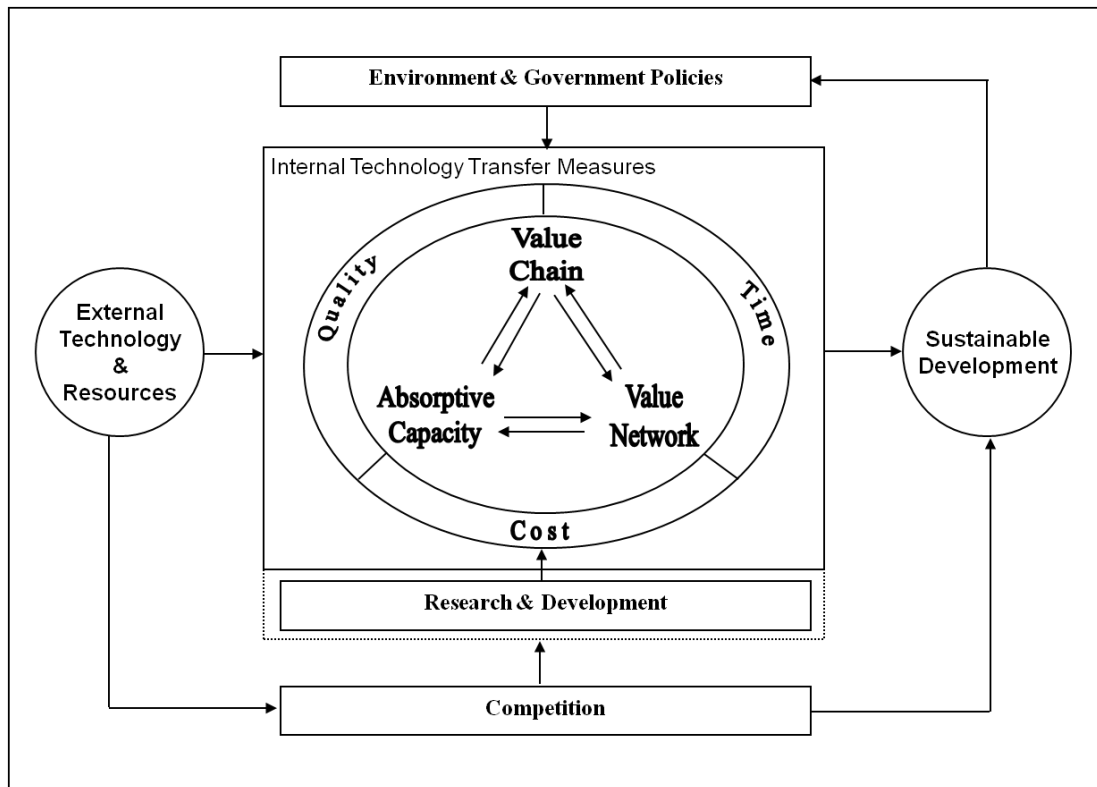 Environment & Government Policies
Internal Technology Transfer Measures
Value
Chain
Quality
Time
External
Technology
&
Resources
Sustainable
Development
Absorptive
Capacity
Value
Network
Cost
Research & Development
Competition